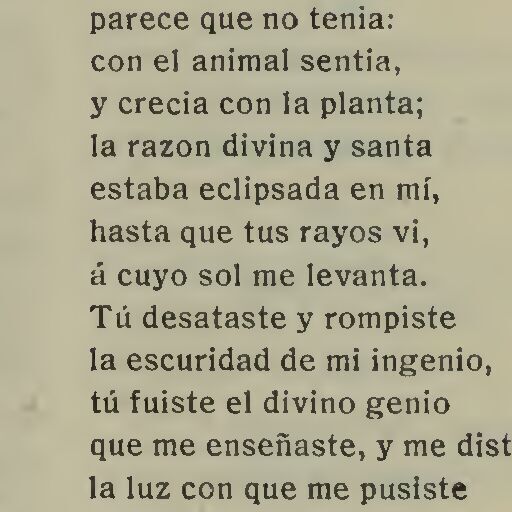 parece que no tenia:
con el animal sentia,
y crecia con la planta;
la razon divina y santa
estaba eclipsada en mí,
hasta que tus rayos vi,
á cuyo sol me levanta.
Tú desataste y rompiste
la escuridad de mi ingenio,
tú fuiste el divino genio
que me enseñaste, y me dist
la luz con que me pusiste